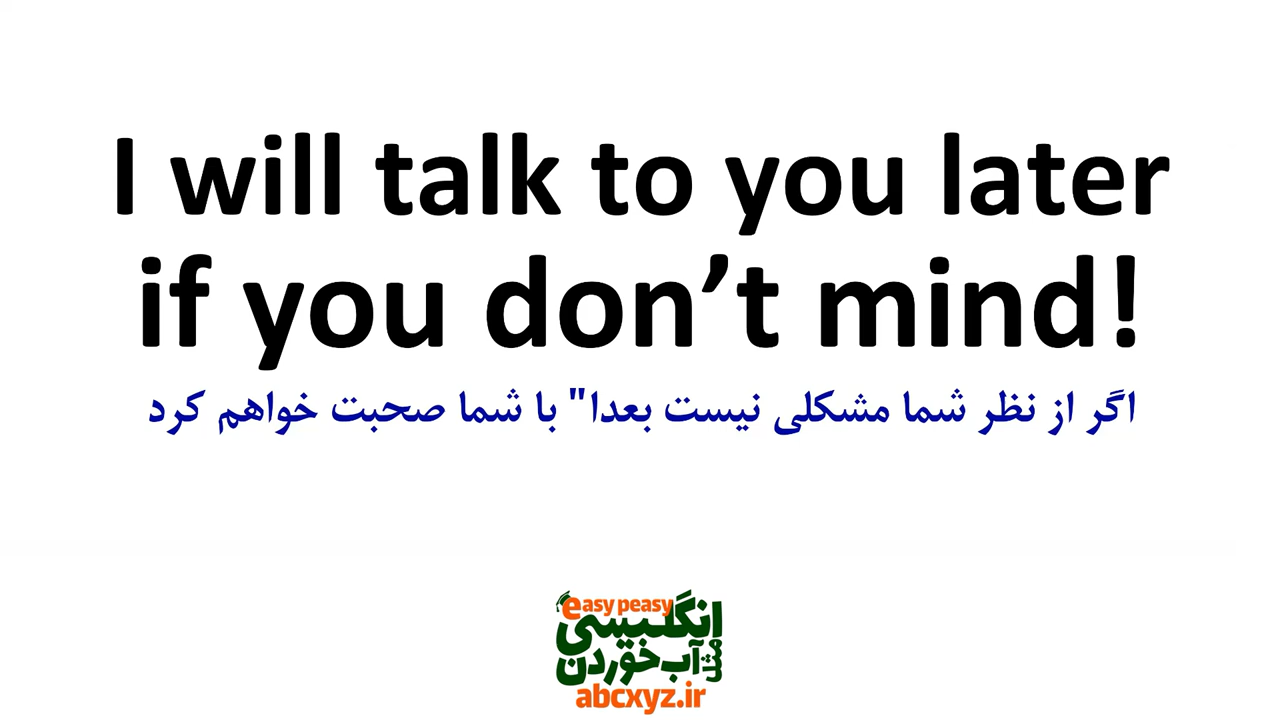 I will talk to you later
if you don’t mind!
اگر از نظر شما مشکلی نیست بعدا" با شما صحبت خواهم کرد
easy peasy
انگلیسی
مثل آب خوردن
abcxyz.ir